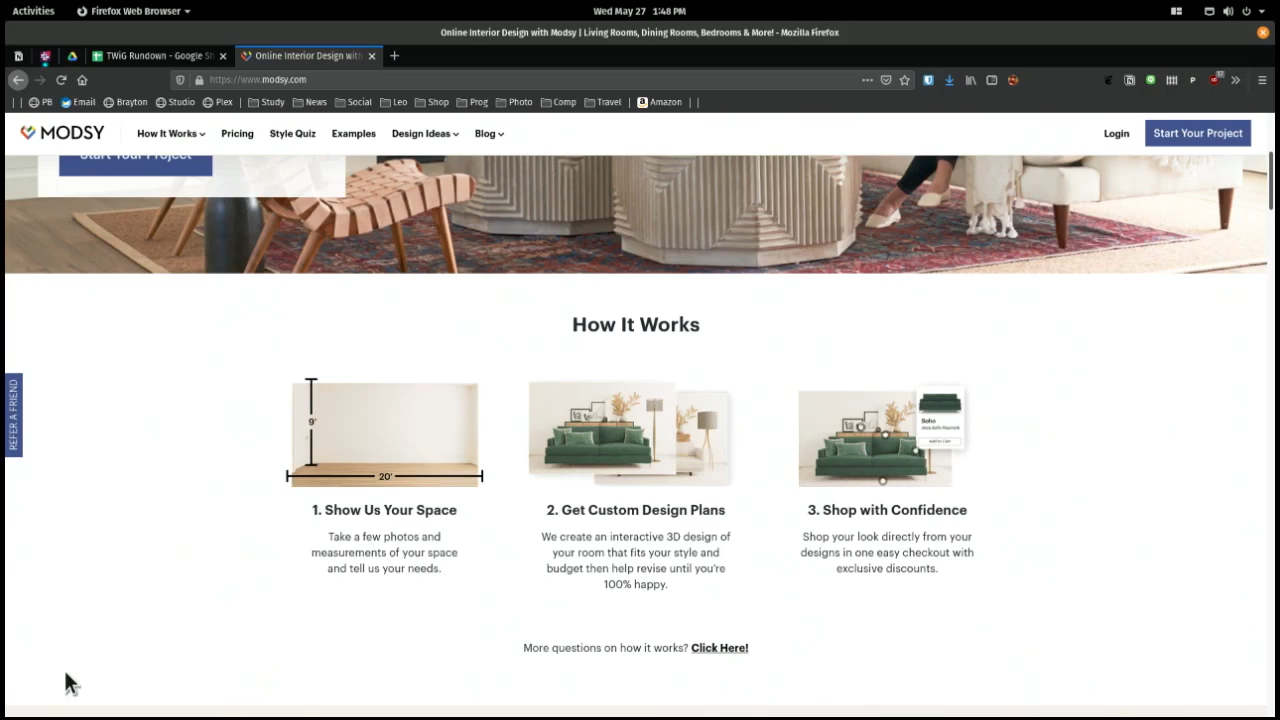 Activities
Firefox Web Browser
Wed May 27 1:48 PM
Online Interior Design with Modsy | Living Rooms, Dining Rooms, Bedrooms & More! - Mozilla Firefox
TWiG Rundown - Google Sh
Online Interior Design with
https://www.modsy.com
PB
Email
Brayton
Studio
Plex
Study
News
Social
Leo
Shop
Prog
Photo
Comp
Travel
Amazon
MODSY
How It Works
Pricing
Style Quiz
Examples
Design Ideas
Blog
Login
Start Your Project
Start Your Project
REFER A FRIEND
How It Works
9'
20'
Soho
1. Show Us Your Space
Take a few photos and
measurements of your space
and tell us your needs.
2. Get Custom Design Plans
We create an interactive 3D design of
your room that fits your style and
budget then help revise until you're
100% happy.
3. Shop with Confidence
Shop your look directly from your
designs in one easy checkout with
exclusive discounts.
More questions on how it works? Click Here!